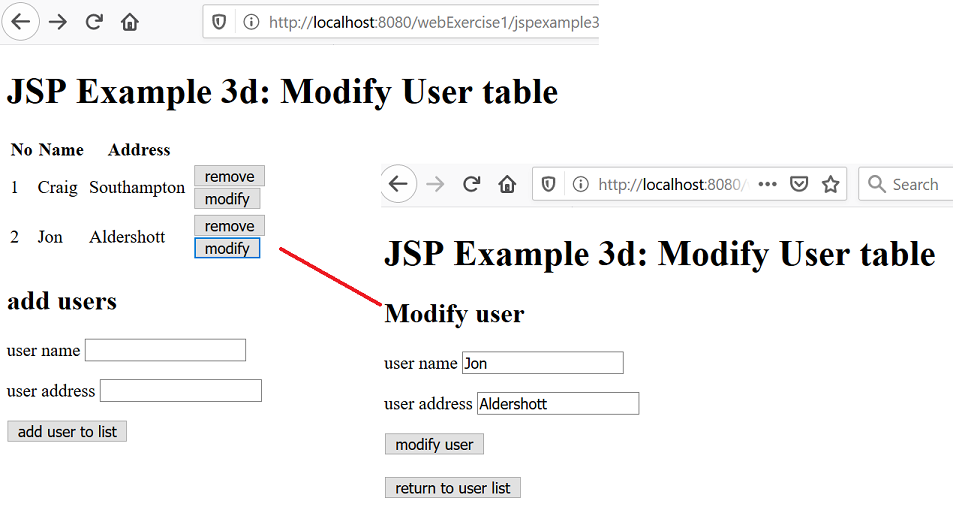 http://localhost:8080/webExercise1/jspexample3
JSP Example 3d: Modify User table
No Name Address
1 Craig Southampton remove
modify
2 Jon Aldershott remove
modify
add users
user name
user address
add user to list
http://localhost:8080/ ••• Search
JSP Example 3d: Modify User table
Modify user
user name Jon
user address Aldershott
modify user
return to user list